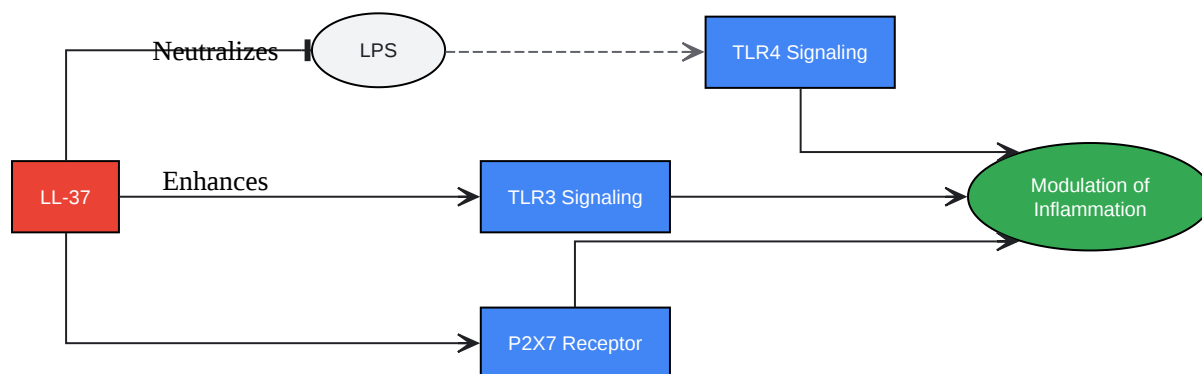 Neutralizes
LPS
TLR4 Signaling
LL-37
Enhances
TLR3 Signaling
Modulation of
Inflammation
P2X7 Receptor